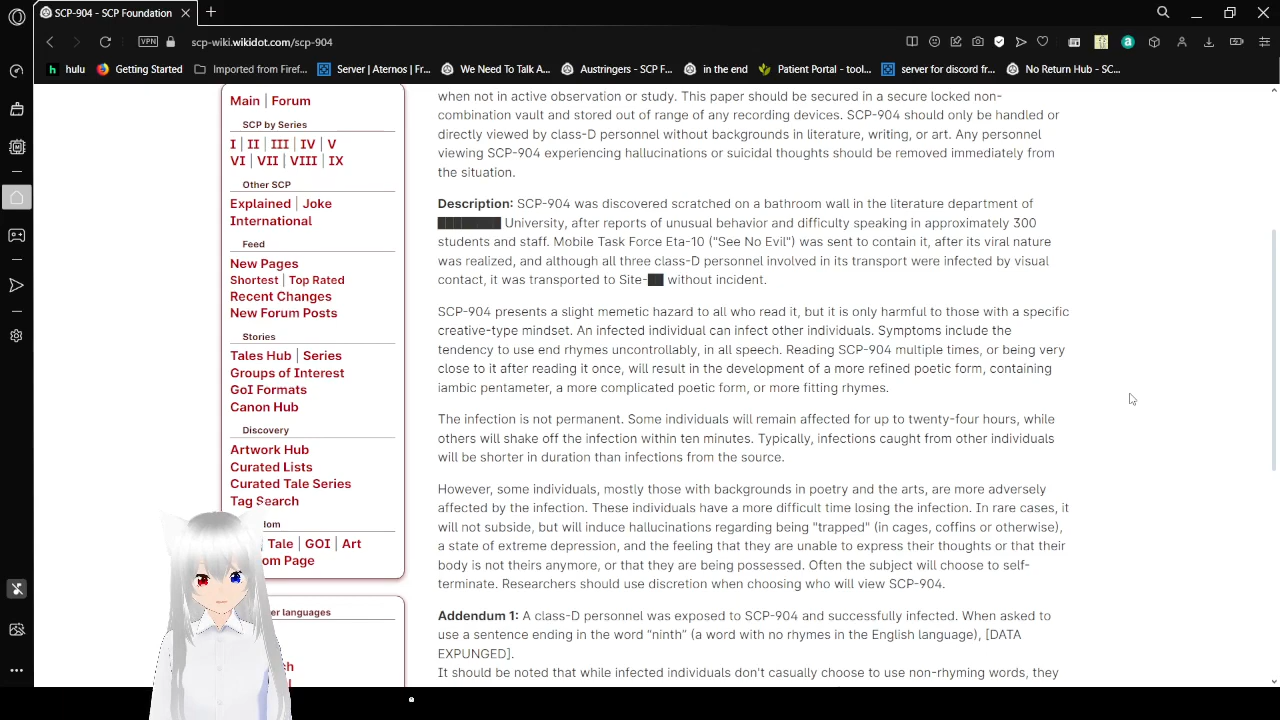 SCP-904 - SCP Foundation
VPN
scp-wiki.wikidot.com/scp-904
hulu
Getting Started
Imported from Firef...
Server | Aternos | Fr...
We Need To Talk A...
Austringers - SCP F...
in the end
Patient Portal - tool...
server for discord fr...
No Return Hub - SC...
Main | Forum
SCP by Series
I | II | III | IV | V
VI | VII | VIII | IX
Other SCP
Explained | Joke
International
Feed
New Pages
Shortest | Top Rated
Recent Changes
New Forum Posts
Stories
Tales Hub | Series
Groups of Interest
GoI Formats
Canon Hub
Discovery
Artwork Hub
Curated Lists
Curated Tale Series
Tag Search
dom
Tale | GOI | Art
om Page
er languages
when not in active observation or study. This paper should be secured in a secure locked non-
combination vault and stored out of range of any recording devices. SCP-904 should only be handled or
directly viewed by class-D personnel without backgrounds in literature, writing, or art. Any personnel
viewing SCP-904 experiencing hallucinations or suicidal thoughts should be removed immediately from
the situation.
Description: SCP-904 was discovered scratched on a bathroom wall in the literature department of
████████ University, after reports of unusual behavior and difficulty speaking in approximately 300
students and staff. Mobile Task Force Eta-10 ("See No Evil") was sent to contain it, after its viral nature
was realized, and although all three class-D personnel involved in its transport were infected by visual
contact, it was transported to Site-██ without incident.
SCP-904 presents a slight memetic hazard to all who read it, but it is only harmful to those with a specific
creative-type mindset. An infected individual can infect other individuals. Symptoms include the
tendency to use end rhymes uncontrollably, in all speech. Reading SCP-904 multiple times, or being very
close to it after reading it once, will result in the development of a more refined poetic form, containing
iambic pentameter, a more complicated poetic form, or more fitting rhymes.
The infection is not permanent. Some individuals will remain affected for up to twenty-four hours, while
others will shake off the infection within ten minutes. Typically, infections caught from other individuals
will be shorter in duration than infections from the source.
However, some individuals, mostly those with backgrounds in poetry and the arts, are more adversely
affected by the infection. These individuals have a more difficult time losing the infection. In rare cases, it
will not subside, but will induce hallucinations regarding being "trapped" (in cages, coffins or otherwise),
a state of extreme depression, and the feeling that they are unable to express their thoughts or that their
body is not theirs anymore, or that they are being possessed. Often the subject will choose to self-
terminate. Researchers should use discretion when choosing who will view SCP-904.
Addendum 1: A class-D personnel was exposed to SCP-904 and successfully infected. When asked to
use a sentence ending in the word "ninth" (a word with no rhymes in the English language), [DATA
EXPUNGED].
It should be noted that while infected individuals don't casually choose to use non-rhyming words, they